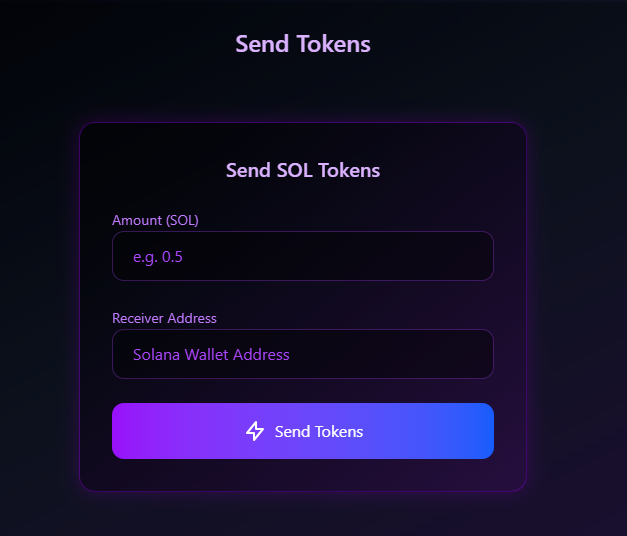 Send Tokens
Send SOL Tokens
Amount (SOL)
e.g. 0.5
Receiver Address
Solana Wallet Address
Send Tokens